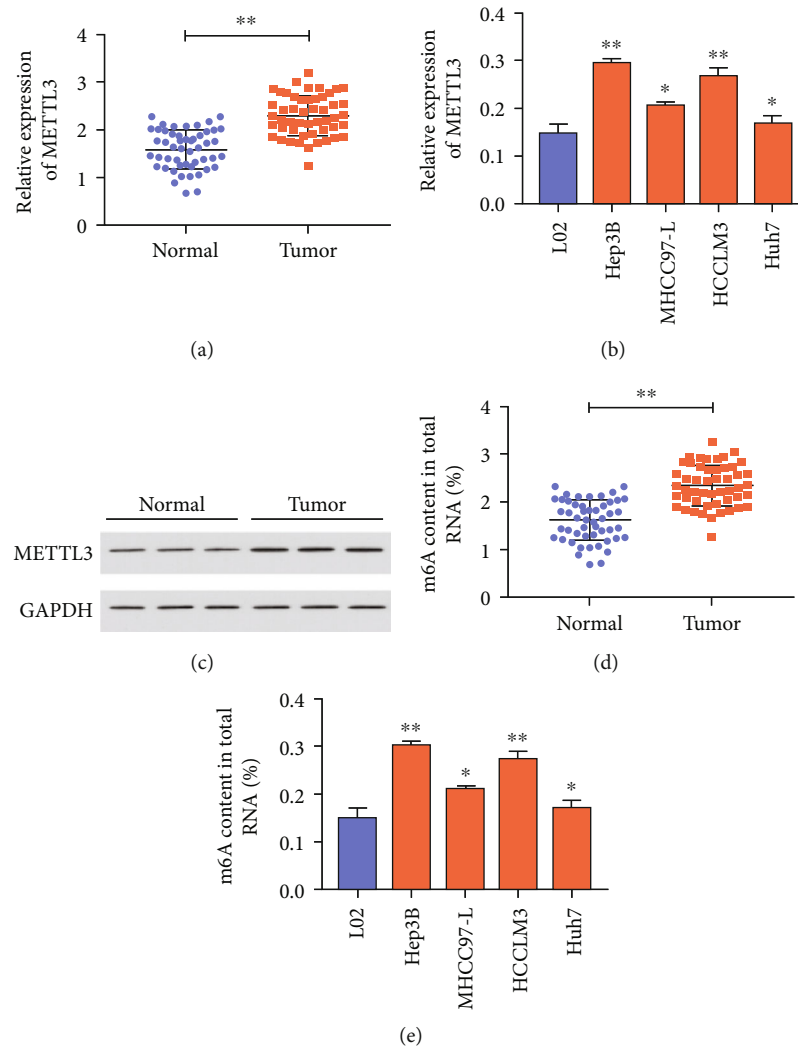 Relative expression
of METTL3
4
3
2
1
0
**
Normal
Tumor
(a)
Relative expression
of METTL3
0.4
0.3
0.2
0.1
0.0
**
*
**
*
L02
Hep3B
MHCC97-L
HCCLM3
Huh7
(b)
Normal
Tumor
METTL3
GAPDH
(c)
m6A content in total
RNA (%)
4
3
2
1
0
**
Normal
Tumor
(d)
m6A content in total
RNA (%)
0.4
0.3
0.2
0.1
0.0
**
*
**
*
L02
Hep3B
MHCC97-L
HCCLM3
Huh7
(e)